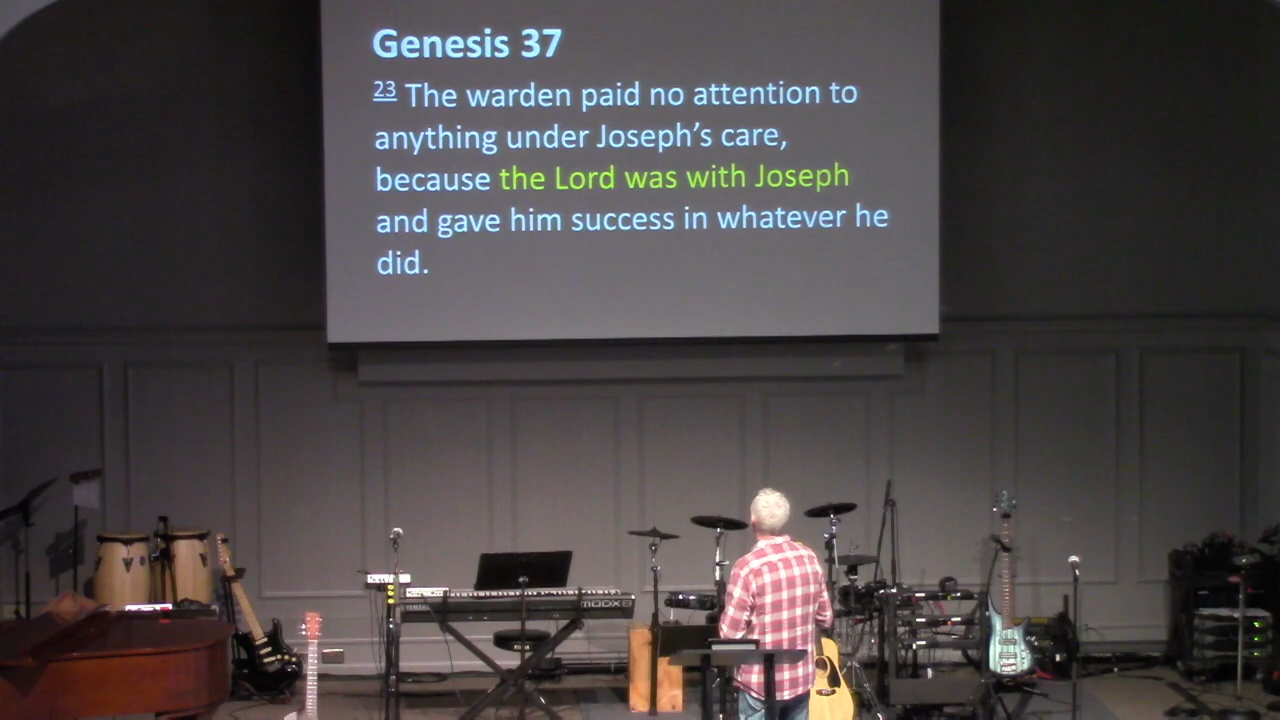 Genesis 37
23 The warden paid no attention to
anything under Joseph’s care,
because the Lord was with Joseph
and gave him success in whatever he
did.
YAMAHA
MODX8